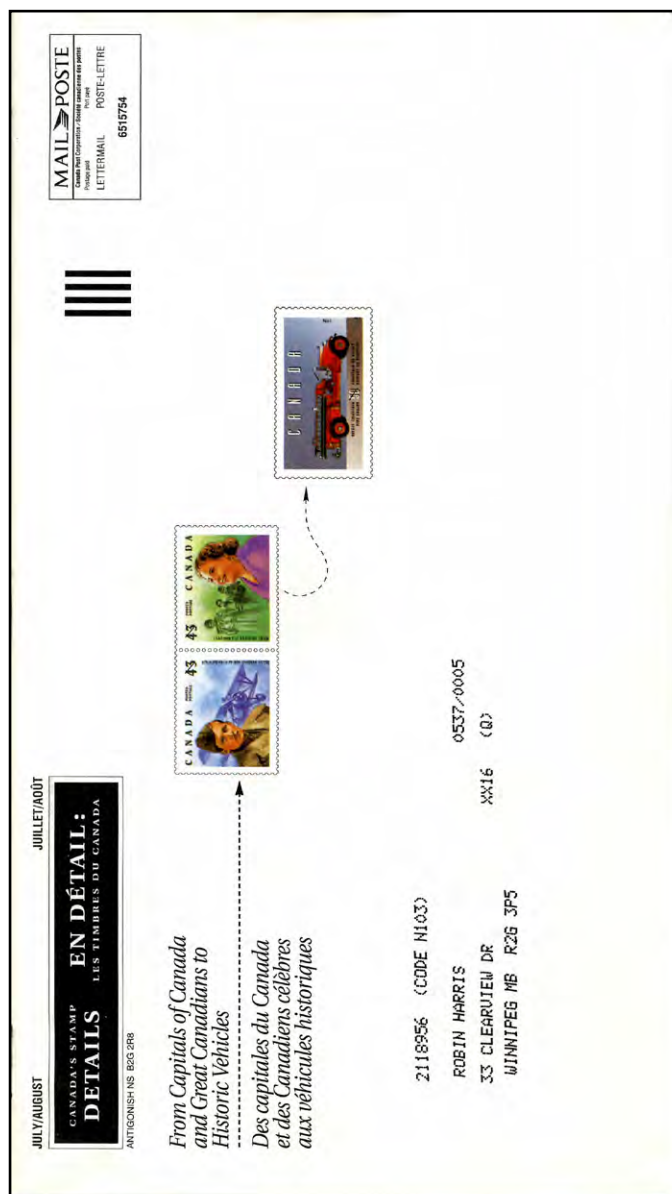 JULY/AUGUST JUILLET/AOÛT
CANADA'S STAMP
DETAILS
EN DÉTAIL:
LES TIMBRES DU CANADA
ANTIGONISH NS B2G 2R8
MAIL POSTE
Canada Post Corporation / Société canadienne des postes
Postage paid Port payé
LETTERMAIL POSTE-LETTRE
6515754
From Capitals of Canada
and Great Canadians to
Historic Vehicles
Des capitales du Canada
et des Canadiens célèbres
aux véhicules historiques
CANADA 43
43 CANADA
CANADA
2118956 (CODE N103)
ROBIN HARRIS 0537/0005
33 CLEARVIEW DR XX16 (Q)
WINNIPEG MB R2G 3P5